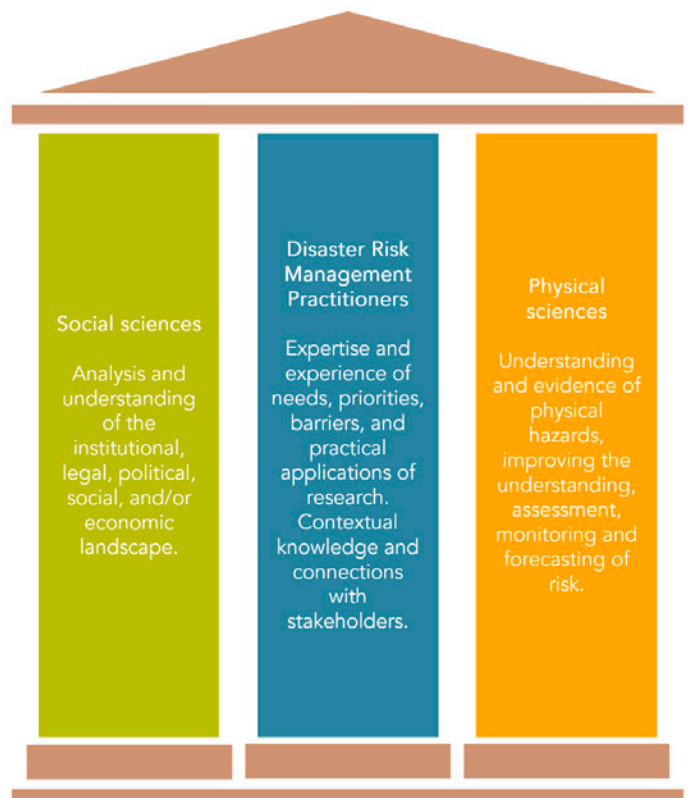 Social sciences
Analysis and
understanding
of the
institutional,
legal, political,
social, and/or
economic
landscape.
Disaster Risk
Management
Practitioners
Expertise and
experience of
needs, priorities,
barriers, and
practical
applications of
research.
Contextual
knowledge and
connections
with
stakeholders.
Physical
sciences
Understanding
and evidence of
physical
hazards,
improving the
understanding,
assessment,
monitoring and
forecasting of
risk.